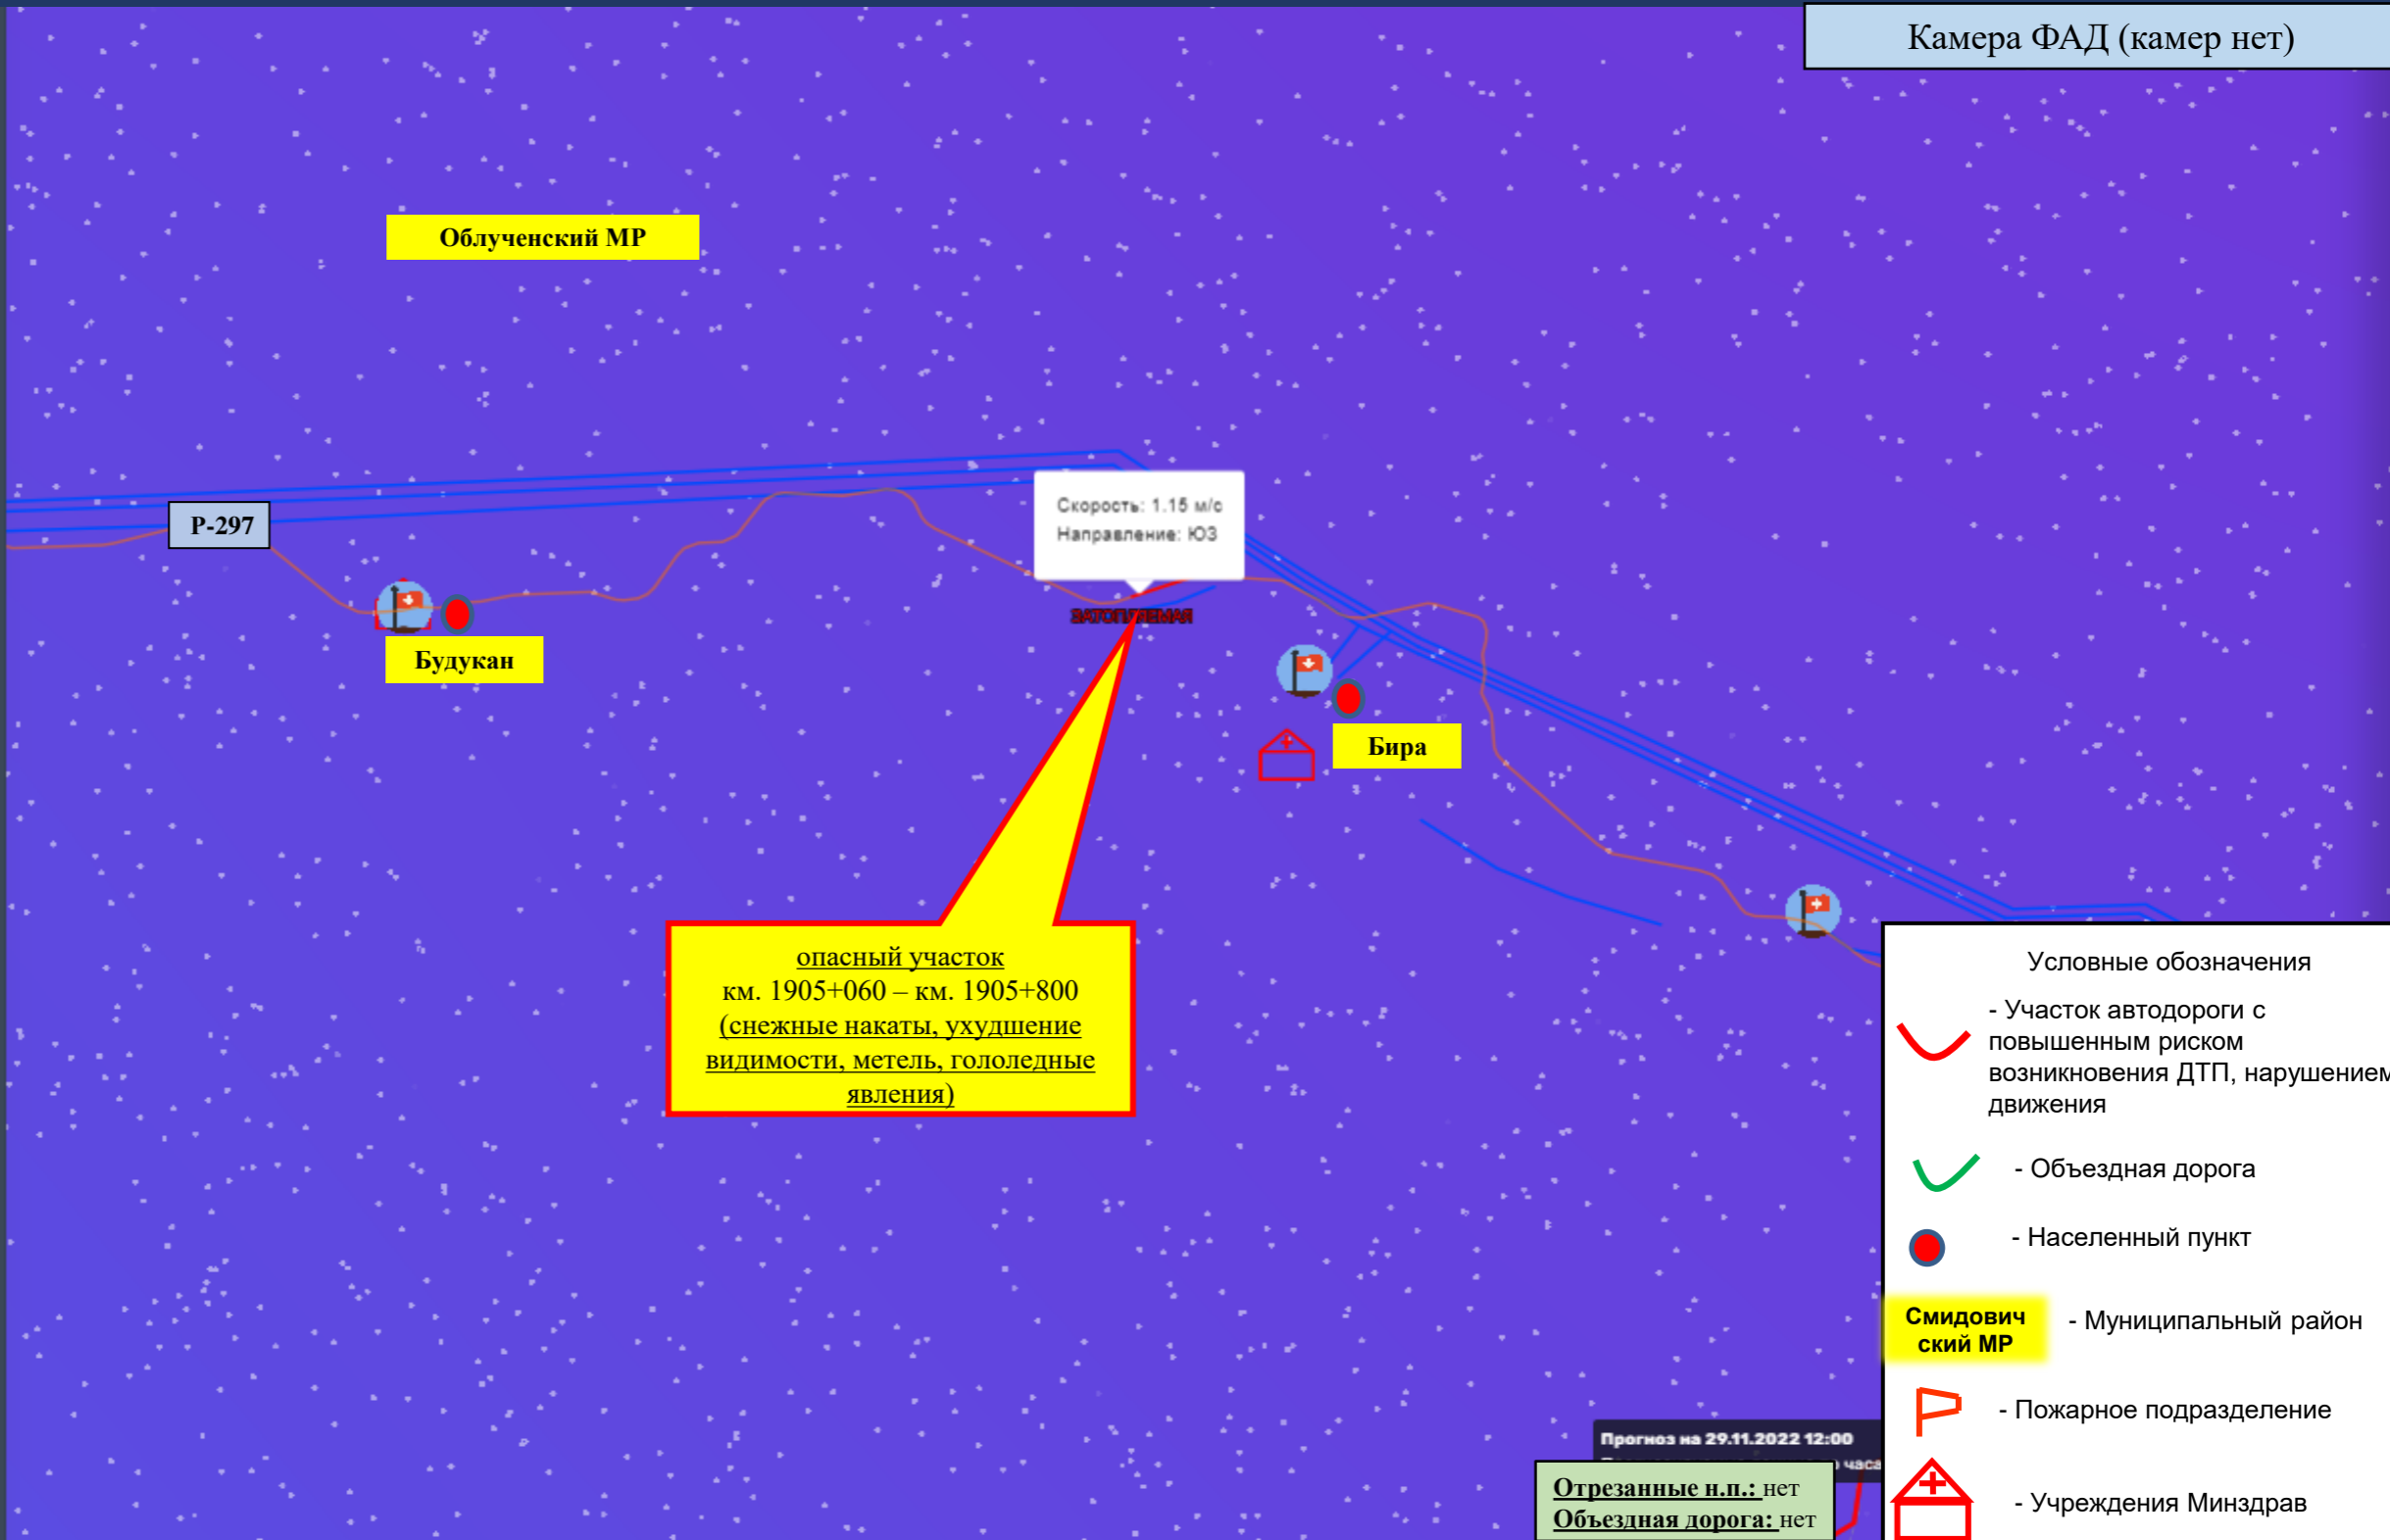 Камера ФАД (камер нет)
Облученский МР
Р-297
Скорость: 1.15 м/с
Направление: ЮЗ
ЗАТОПЛЯЕМАЯ
Будукан
Бира
опасный участок
км. 1905+060 – км. 1905+800
(снежные накаты, ухудшение
видимости, метель, гололедные
явления)
Условные обозначения
- Участок автодороги с
повышенным риском
возникновения ДТП, нарушением
движения
- Объездная дорога
- Населенный пункт
Смидович
ский МР
- Муниципальный район
- Пожарное подразделение
- Учреждения Минздрав
Прогноз на 29.11.2022 12:00
часа
Отрезанные н.п.: нет
Объездная дорога: нет